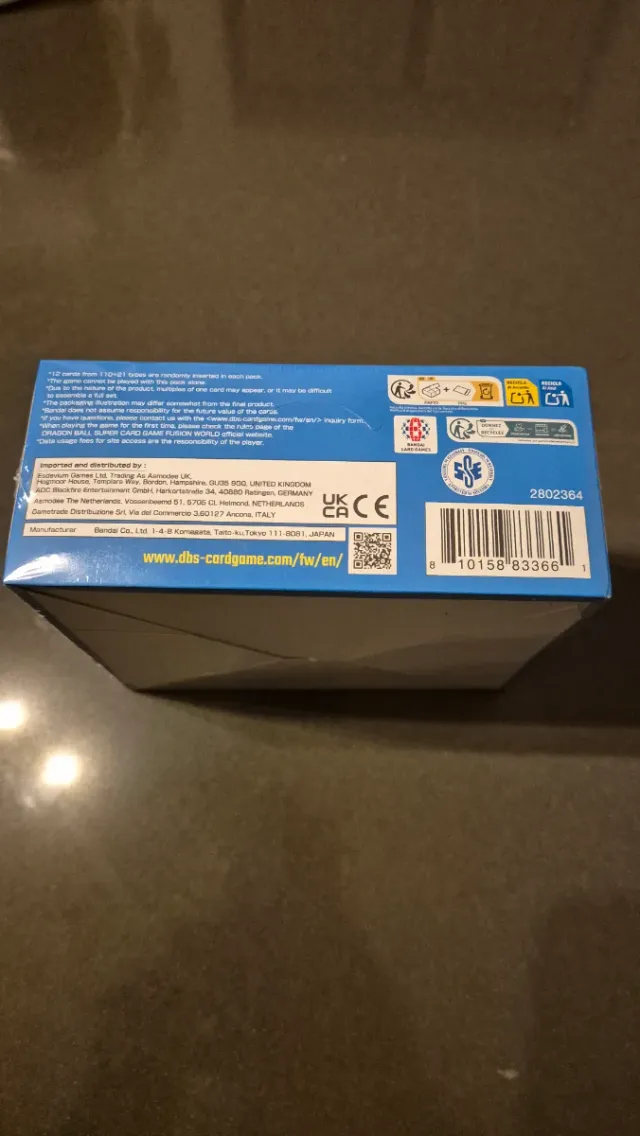 *12 cards from 110+21 types are randomly inserted in each pack.
*The game cannot be played with this pack alone.
*Due to the nature of the product, multiples of one card may appear, or it may be difficult
to assemble a full set.
*The packaging illustration may differ somewhat from the final product.
*Bandai does not assume responsibility for the future value of the cards.
*If you have questions, please contact us with the <www.dbs-cardgame.com/fw/en/> inquiry form.
*When playing the game for the first time, please check the rules page of the
DRAGON BALL SUPER CARD GAME FUSION WORLD official website.
*Data usage fees for site access are the responsibility of the player.
BANDAI
CARD GAMES
Imported and distributed by :
Esdevium Games Ltd, Trading As Asmodee UK,
Hogmoor House, Templars Way, Bordon, Hampshire, GU35 9GQ, UNITED KINGDOM
ADC Blackfire Entertainment GmbH, Harkortstraße 34, 40880 Ratingen, GERMANY
Asmodee The Netherlands, Vossenbeemd 51, 5705 CL Helmond, NETHERLANDS
Gametrade Distribuzione Srl, Via del Commercio 3,60127 Ancona, ITALY
UK
CA CE
Manufacturer Bandai Co., Ltd. 1-4-8 Komagata, Taito-ku,Tokyo 111-8081, JAPAN
www.dbs-cardgame.com/fw/en/
2802364
8 10158 83366 1